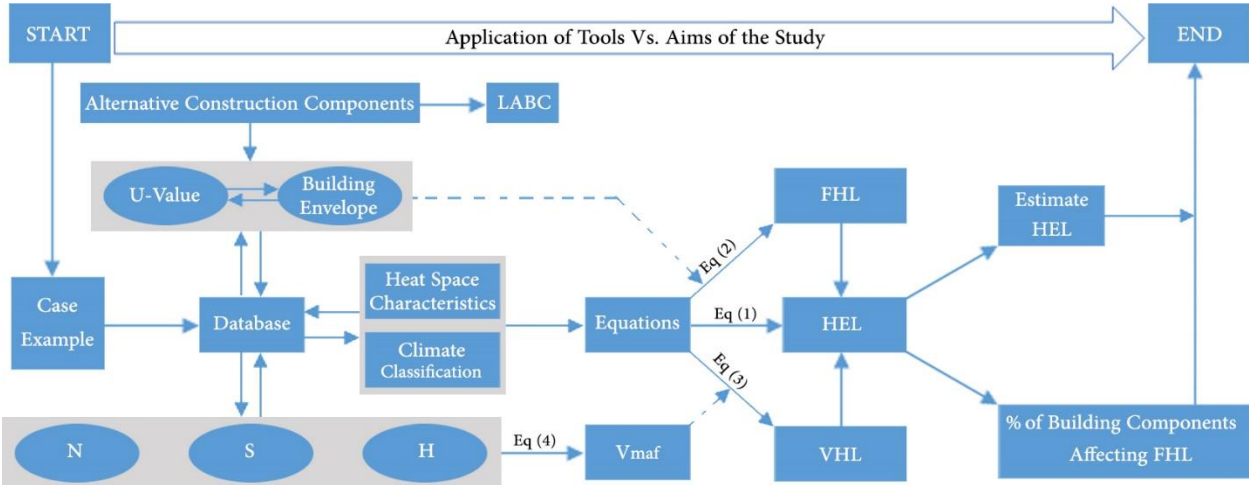 START
Application of Tools Vs. Aims of the Study
END
Alternative Construction Components
LABC
U-Value
Building
Envelope
FHL
Estimate
HEL
Eq (2)
Case
Example
Database
Heat Space
Characteristics
Climate
Classification
Equations
Eq (1)
HEL
Eq (3)
N
S
H
Eq (4)
Vmaf
VHL
% of Building Components
Affecting FHL